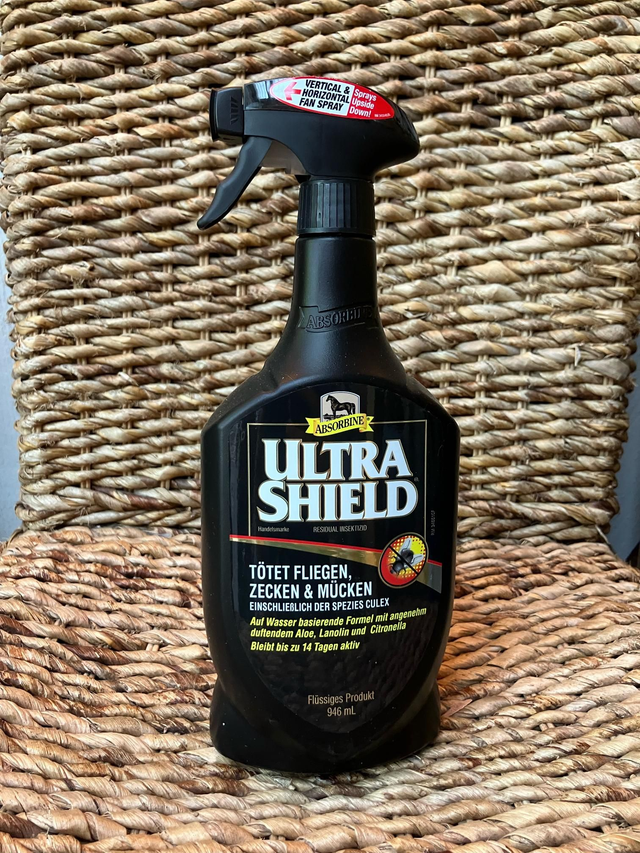 VERTICAL &
HORIZONTAL
FAN SPRAY
Sprays
Upside
Down!
ABSORBINE
ABSORBINE
ULTRA
SHIELD
Handelsmarke RESIDUAL INSEKTIZID
TÖTET FLIEGEN,
ZECKEN & MÜCKEN
EINSCHLIEßLICH DER SPEZIES CULEX
Auf Wasser basierende Formel mit angenehm
duftendem Aloe, Lanolin und Citronella
Bleibt bis zu 14 Tagen aktiv
Flüssiges Produkt
946 mL